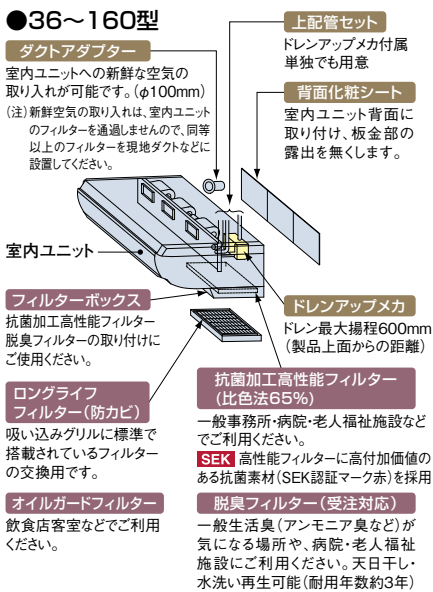 ●36～160型
ダクトアダプター
室内ユニットへの新鮮な空気の
取り入れが可能です。(φ100mm)
(注)新鮮空気の取り入れは、室内ユニット
のフィルターを通過しませんので、同等
以上のフィルターを現地ダクトなどに
設置してください。
上配管セット
ドレンアップメカ付属
単独でも用意
背面化粧シート
室内ユニット背面に
取り付け、板金部の
露出を無くします。
室内ユニット
フィルターボックス
抗菌加工高性能フィルター
脱臭フィルターの取り付けに
ご使用ください。
ドレンアップメカ
ドレン最大揚程600mm
(製品上面からの距離)
ロングライフ
フィルター(防カビ)
吸い込みグリルに標準で
搭載されているフィルター
の交換用です。
抗菌加工高性能フィルター
(比色法65%)
一般事務所・病院・老人福祉施設など
でご利用ください。
SEK 高性能フィルターに高付加価値の
ある抗菌素材(SEK認証マーク赤)を採用
オイルガードフィルター
飲食店客室などでご利用
ください。
脱臭フィルター(受注対応)
一般生活臭(アンモニア臭など)が
気になる場所や、病院・老人福祉
施設にご利用ください。天日干し・
水洗い再生可能(耐用年数約3年)